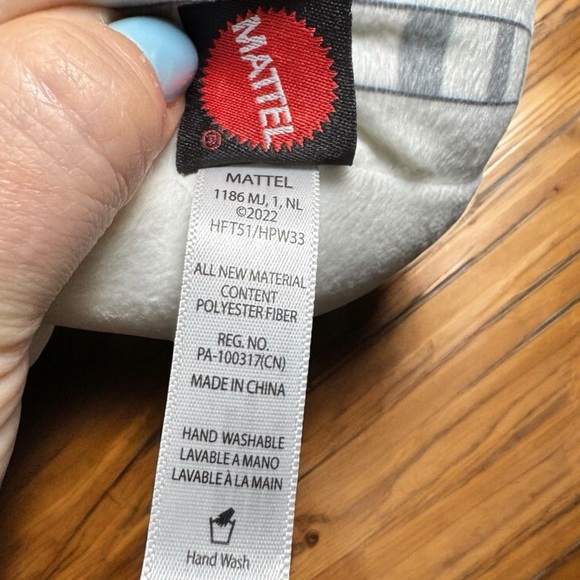 MATTEL
®
MATTEL
1186 MJ, 1, NL
©2022
HFT51/HPW33
ALL NEW MATERIAL
CONTENT
POLYESTER FIBER
REG. NO.
PA-100317(CN)
MADE IN CHINA
HAND WASHABLE
LAVABLE A MANO
LAVABLE À LA MAIN
Hand Wash